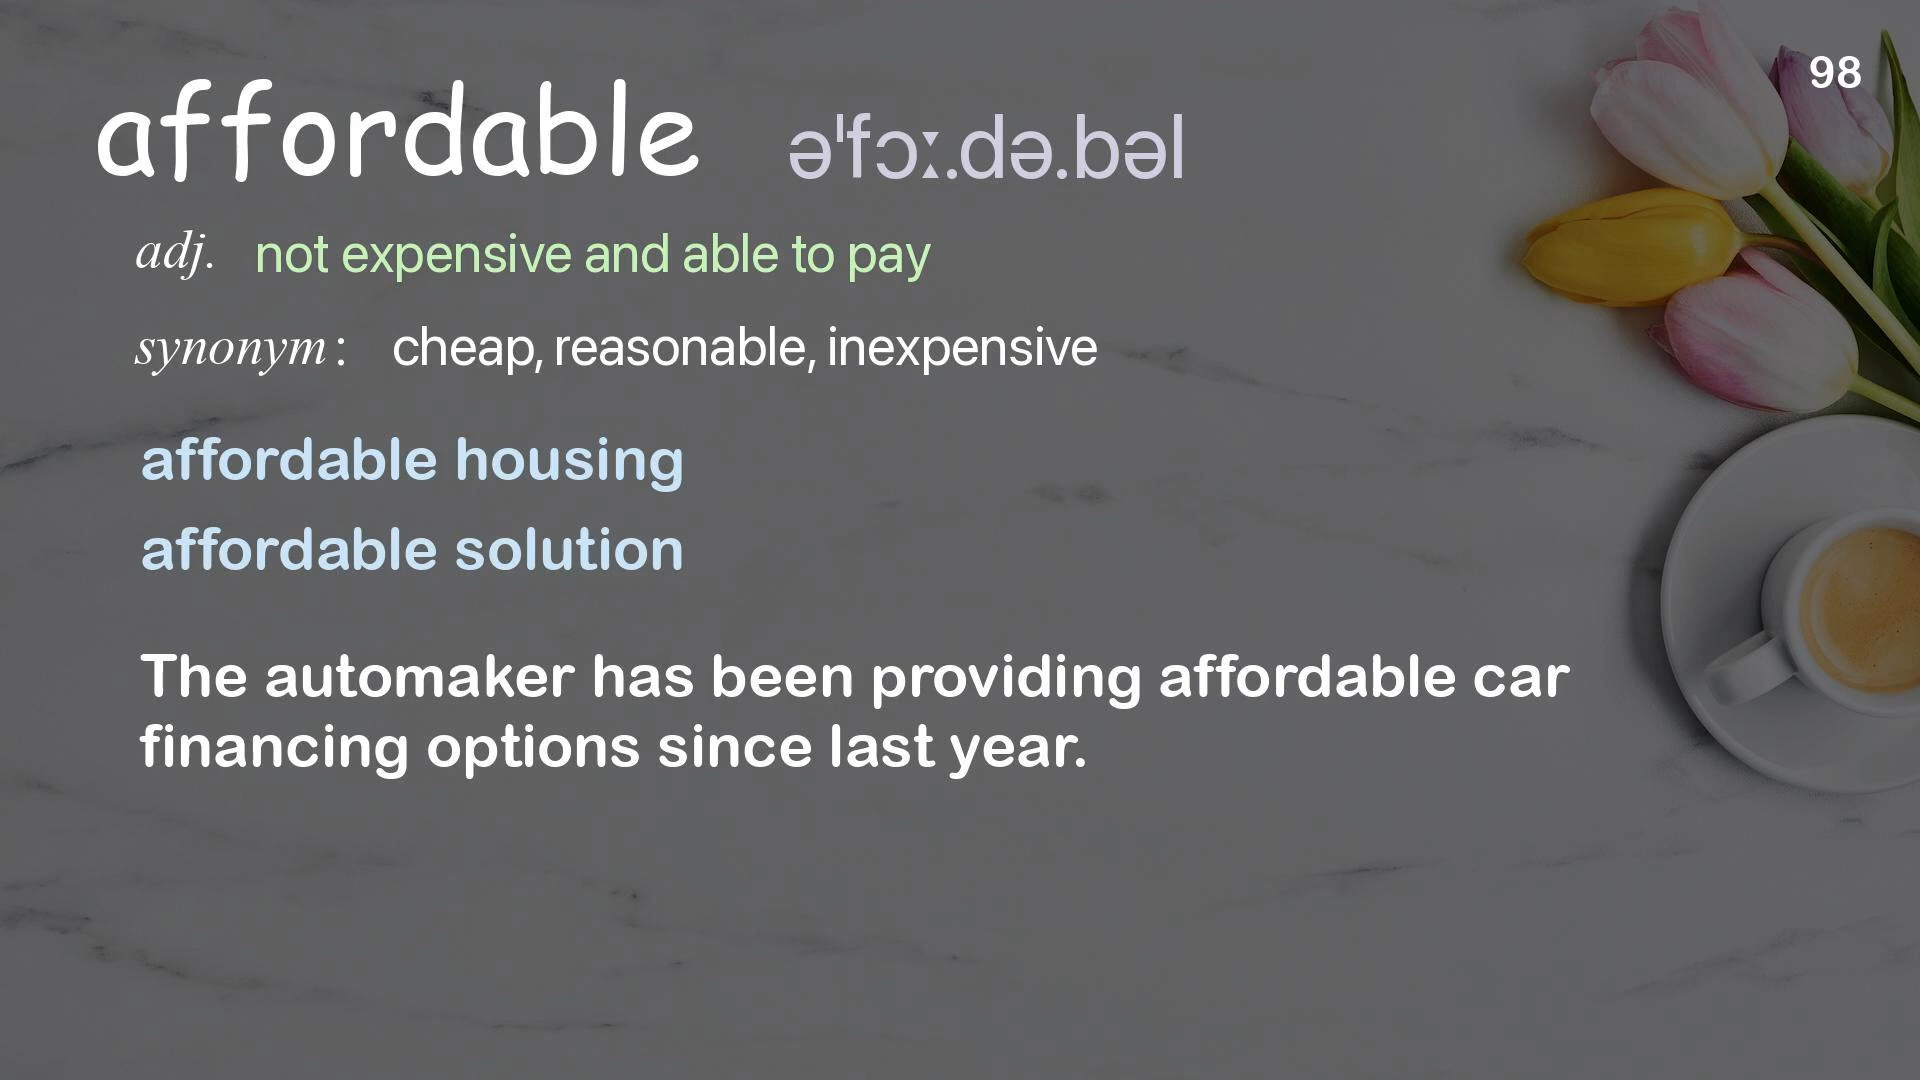 98
affordable əˈfɔː.də.bəl
adj. not expensive and able to pay
synonym: cheap, reasonable, inexpensive
affordable housing
affordable solution
The automaker has been providing affordable car
financing options since last year.